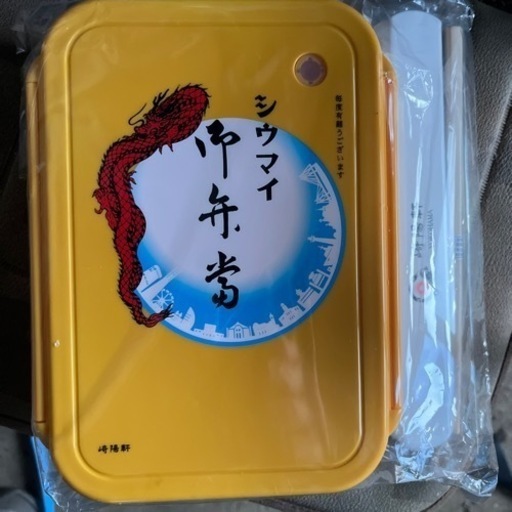 毎度有難うございます
シウマイ
御弁當
崎陽軒